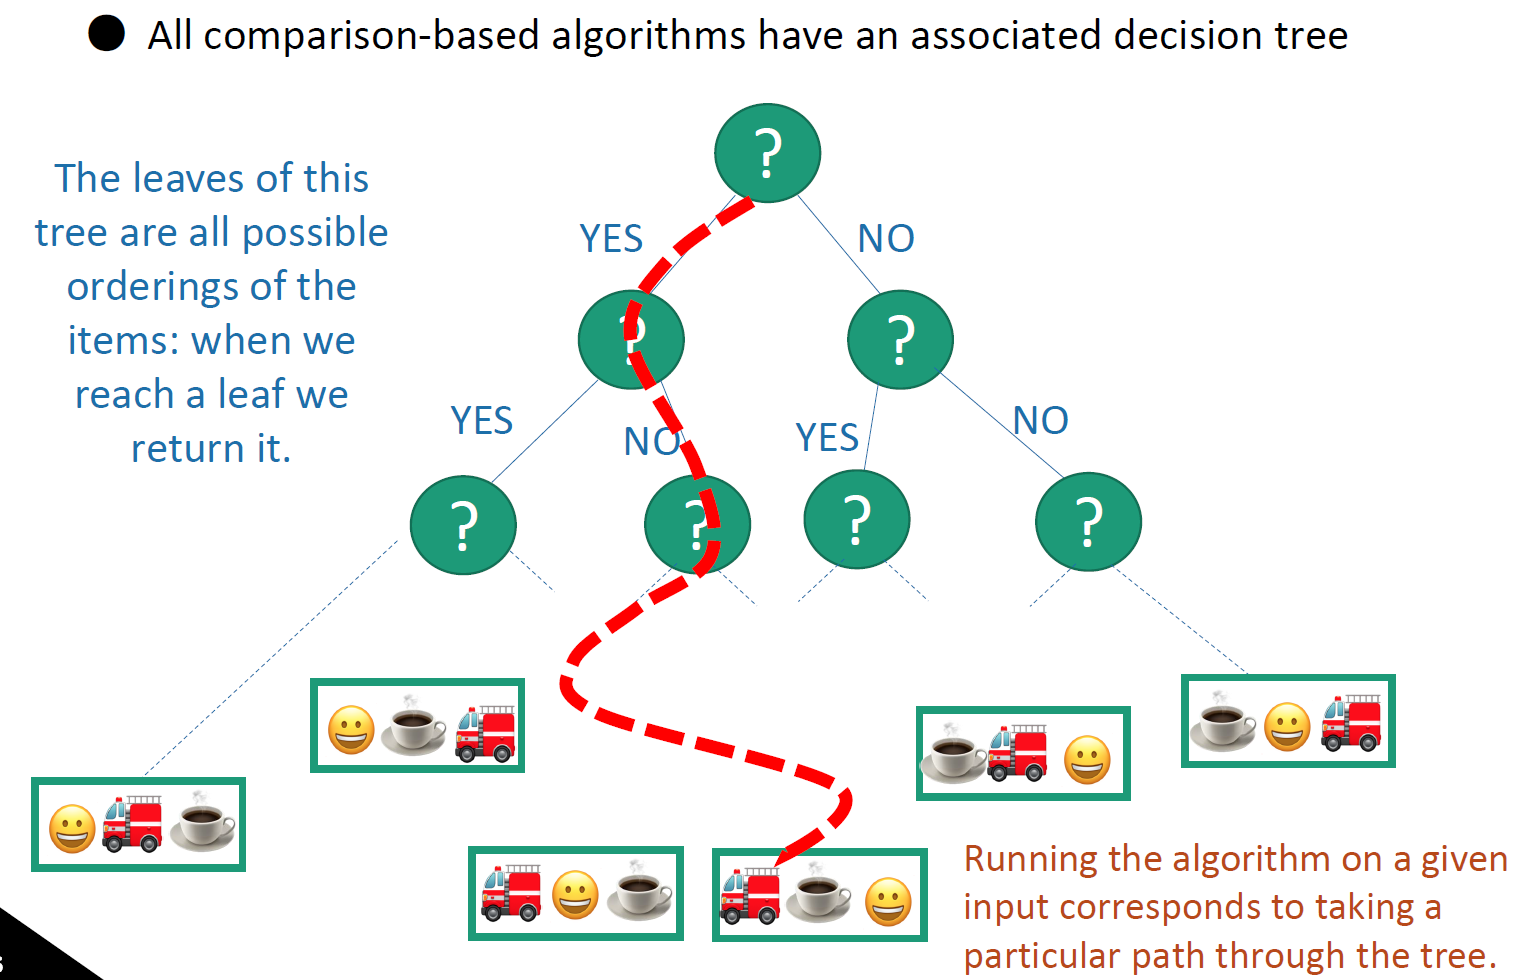 All comparison-based algorithms have an associated decision tree
The leaves of this
tree are all possible
orderings of the
items: when we
reach a leaf we
return it.
?
YES
NO
?
?
YES
NO
YES
NO
?
?
?
?
Running the algorithm on a given
input corresponds to taking a
particular path through the tree.